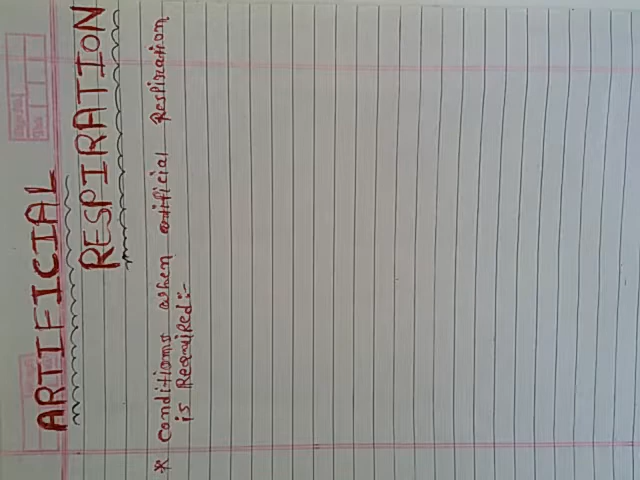 ARTIFICIAL
RESPIRATION
* Conditions when artificial Respiration
is Required:-